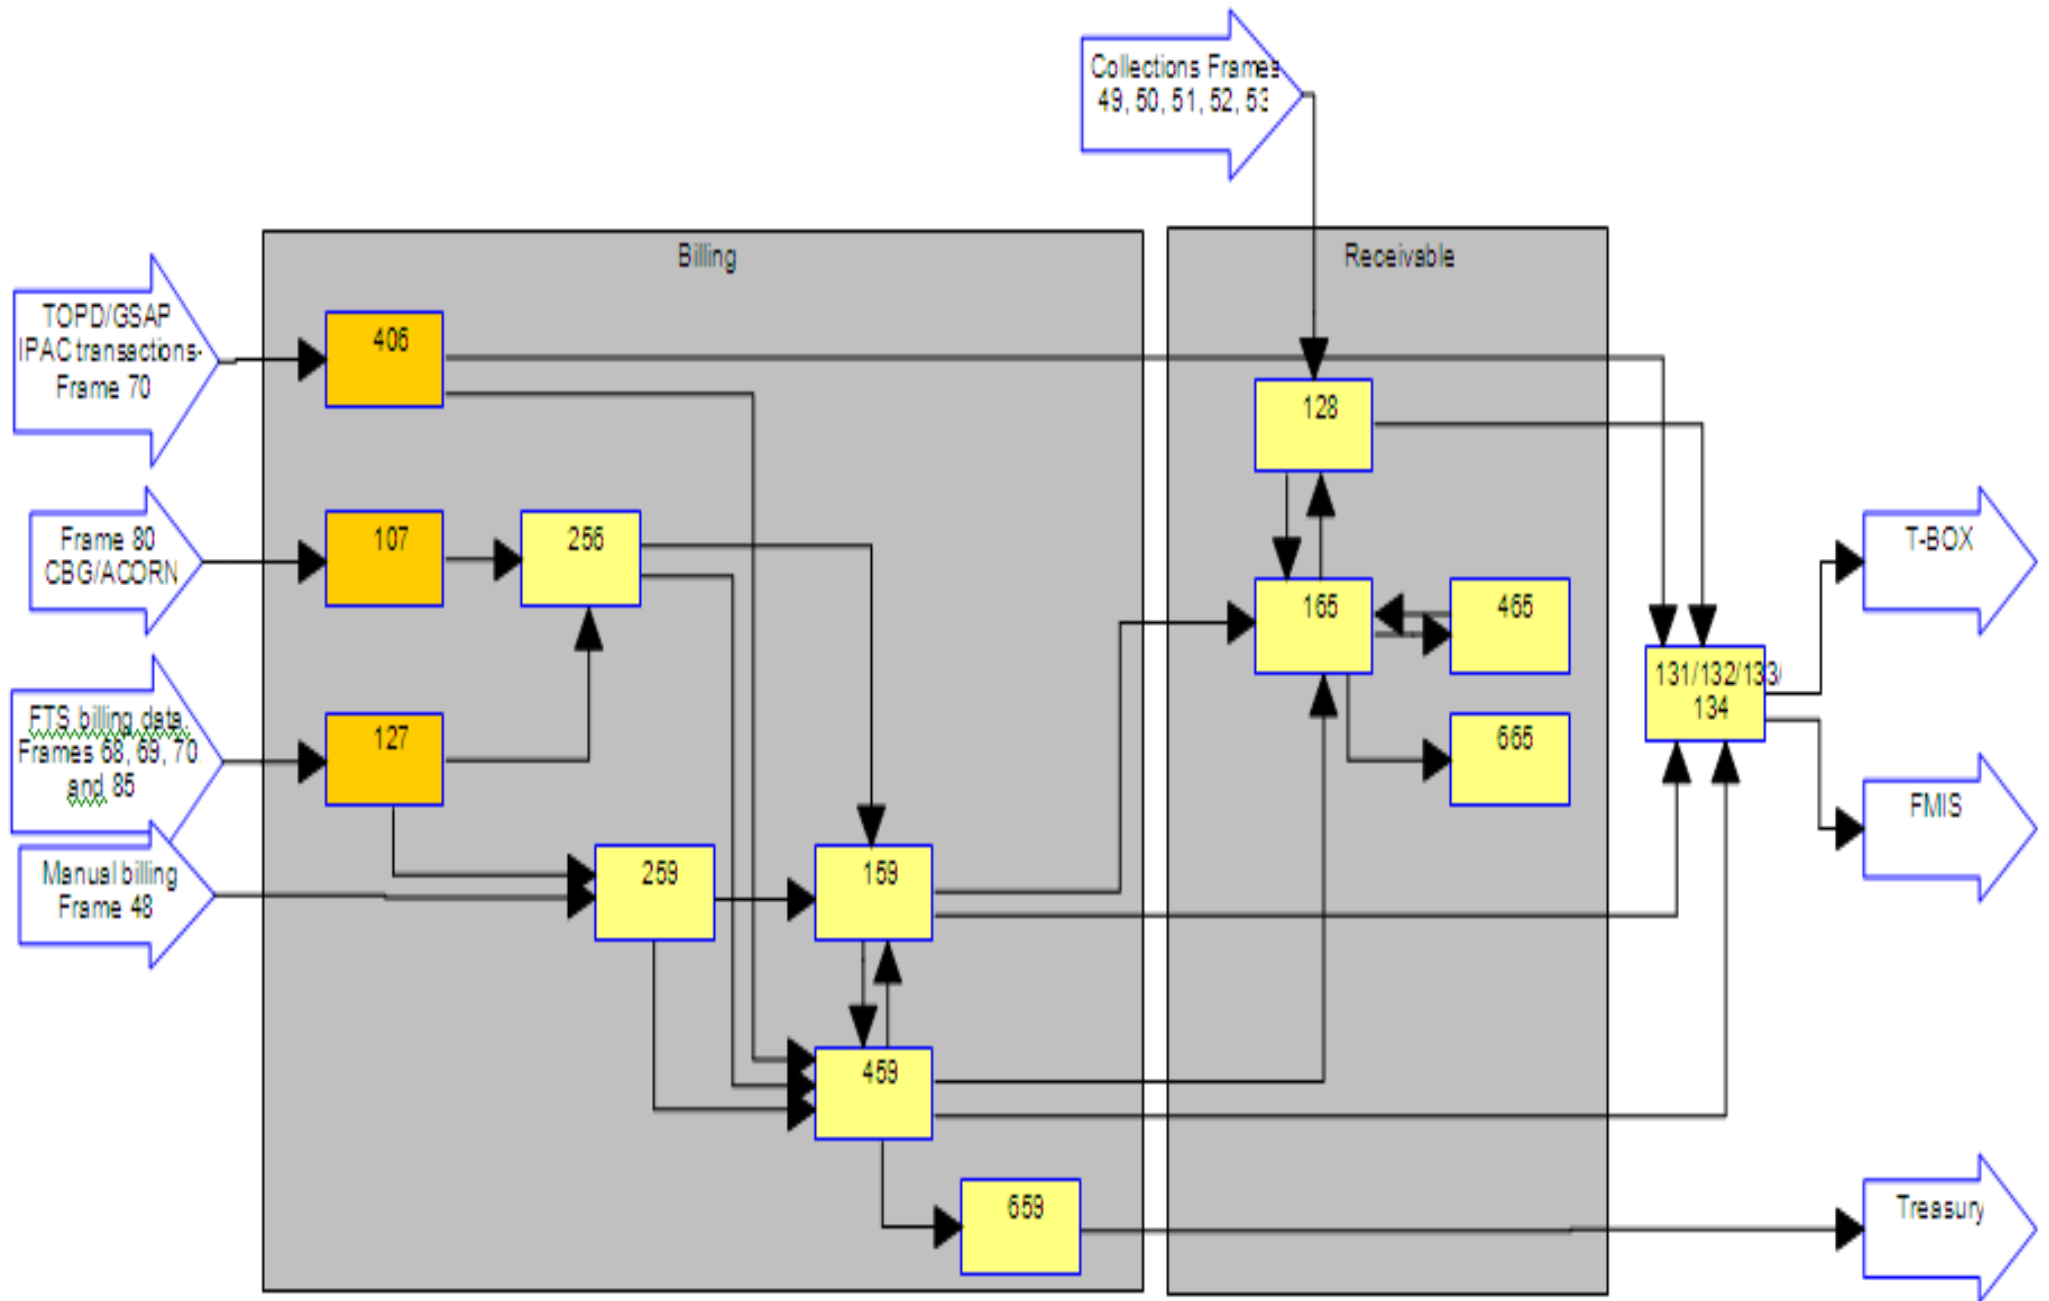 Collections Frames
49, 50, 51, 52, 53
Billing
Receivable
TOPD/GSAP
IPAC transactions-
Frame 70
406
128
Frame 80
CBG/ACORN
107
256
T-BOX
165
465
131/132/133/
134
FTS billing data,
Frames 68, 69, 70
and 85
127
665
FMIS
Manual billing
Frame 48
259
159
459
659
Treasury